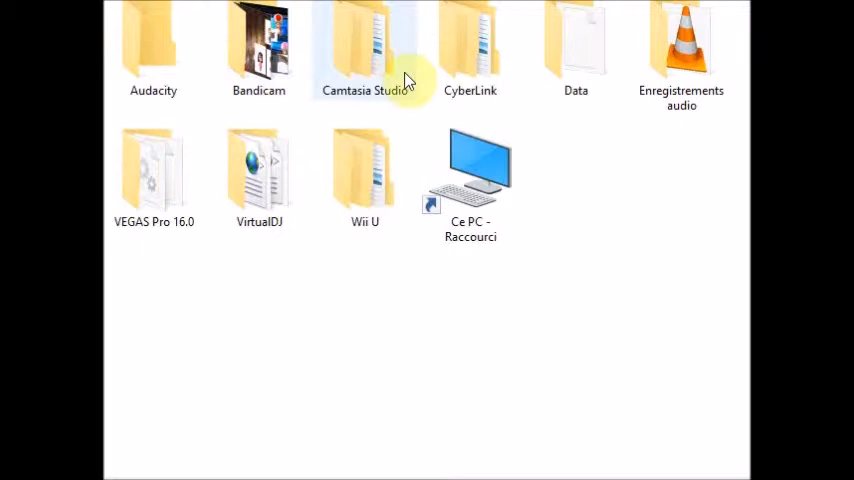 Audacity
Bandicam
Camtasia Studio
CyberLink
Data
Enregistrements
audio
VEGAS Pro 16.0
VirtualDJ
Wii U
Ce PC -
Raccourci